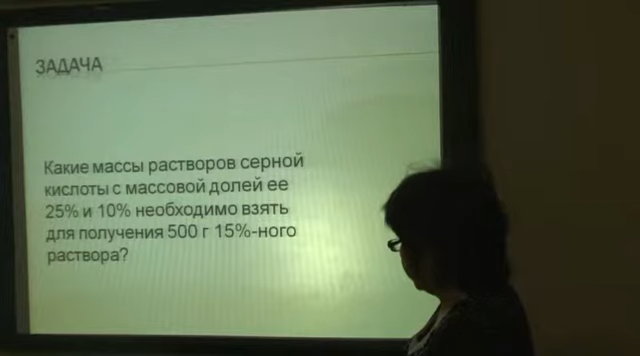 ЗАДАЧА
Какие массы растворов серной
кислоты с массовой долей ее
25% и 10% необходимо взять
для получения 500 г 15%-ного
раствора?